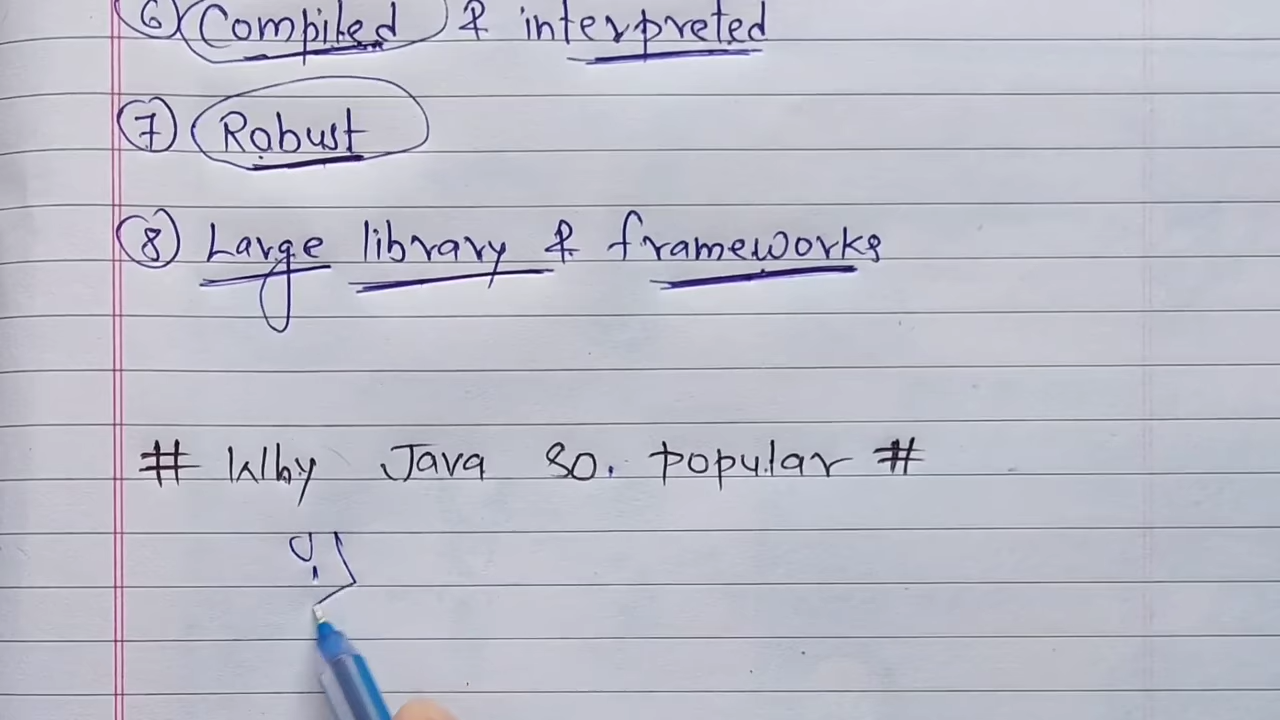 ⑥ Compiled & interpreted
⑦ Robust
⑧ Large library & frameworks
# Why Java so. popular #